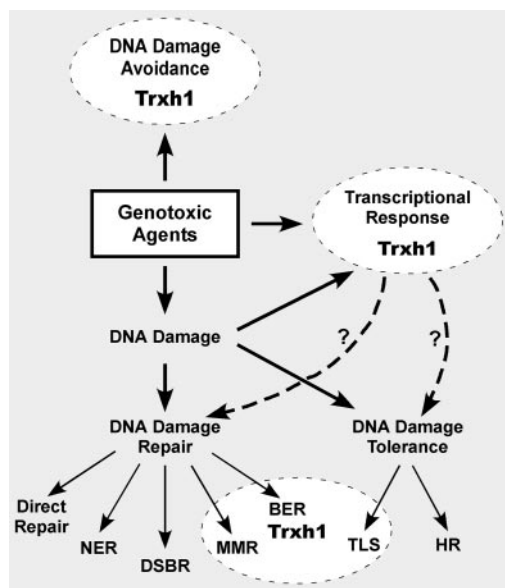 DNA Damage
Avoidance
Trxh1
Genotoxic
Agents
Transcriptional
Response
Trxh1
DNA Damage
?
?
DNA Damage
Repair
DNA Damage
Tolerance
Direct
Repair
NER
DSBR
MMR
BER
Trxh1
TLS
HR